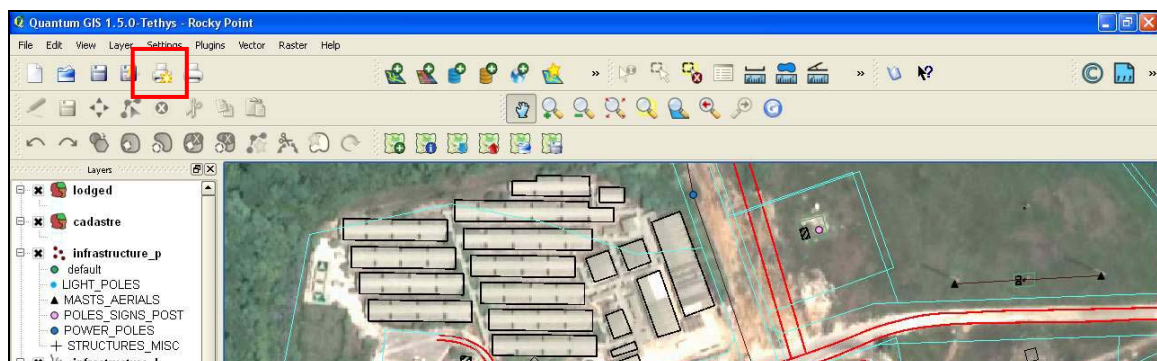 Quantum GIS 1.5.0-Tethys - Rocky Point
File Edit View Layer Settings Plugins Vector Raster Help
»
»
»
Layers
lodged
cadastre
infrastructure_p
default
LIGHT_POLES
MASTS_AERIALS
POLES_SIGNS_POST
POWER_POLES
STRUCTURES_MISC